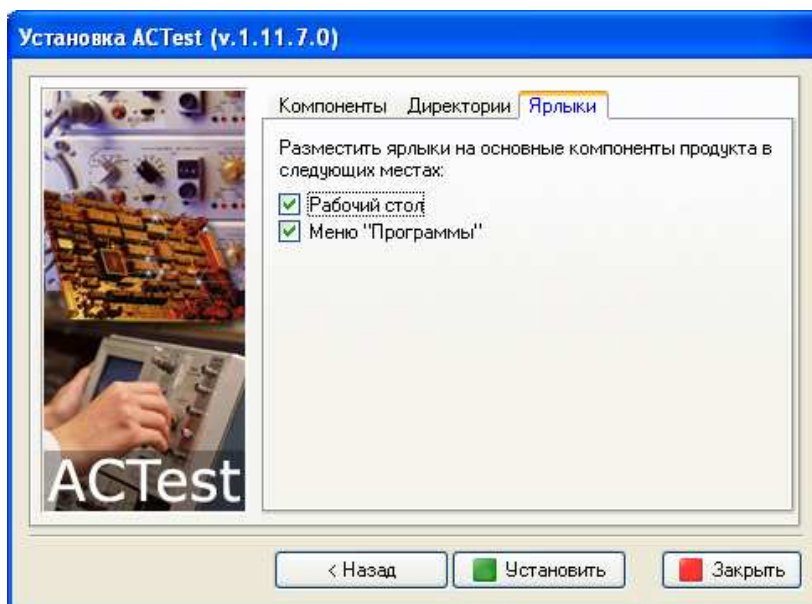 Установка ACTest (v.1.11.7.0)
Компоненты Директории Ярлыки
Разместить ярлыки на основные компоненты продукта в
следующих местах:
Рабочий стол
Меню "Программы"
ACTest
< Назад Установить Закрыть